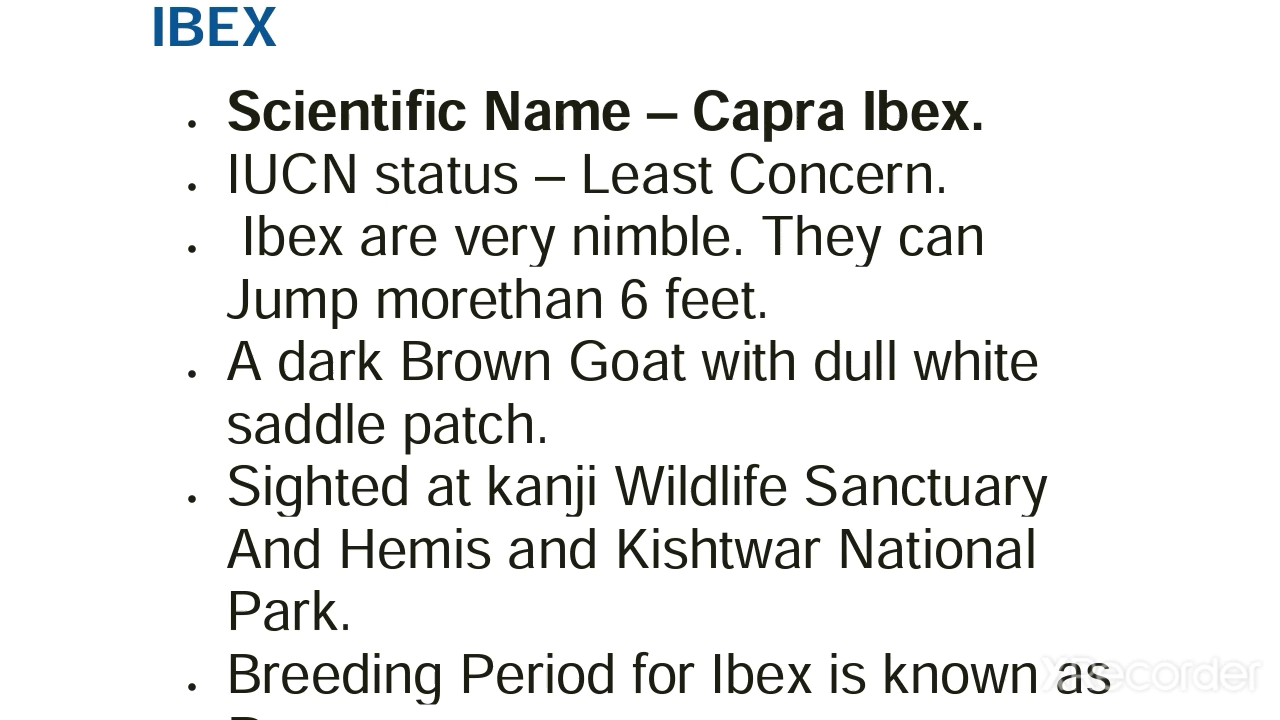 IBEX
• Scientific Name – Capra Ibex.
• IUCN status – Least Concern.
• Ibex are very nimble. They can
Jump morethan 6 feet.
• A dark Brown Goat with dull white
saddle patch.
• Sighted at kanji Wildlife Sanctuary
And Hemis and Kishtwar National
Park.
• Breeding Period for Ibex is known as
XRecorder